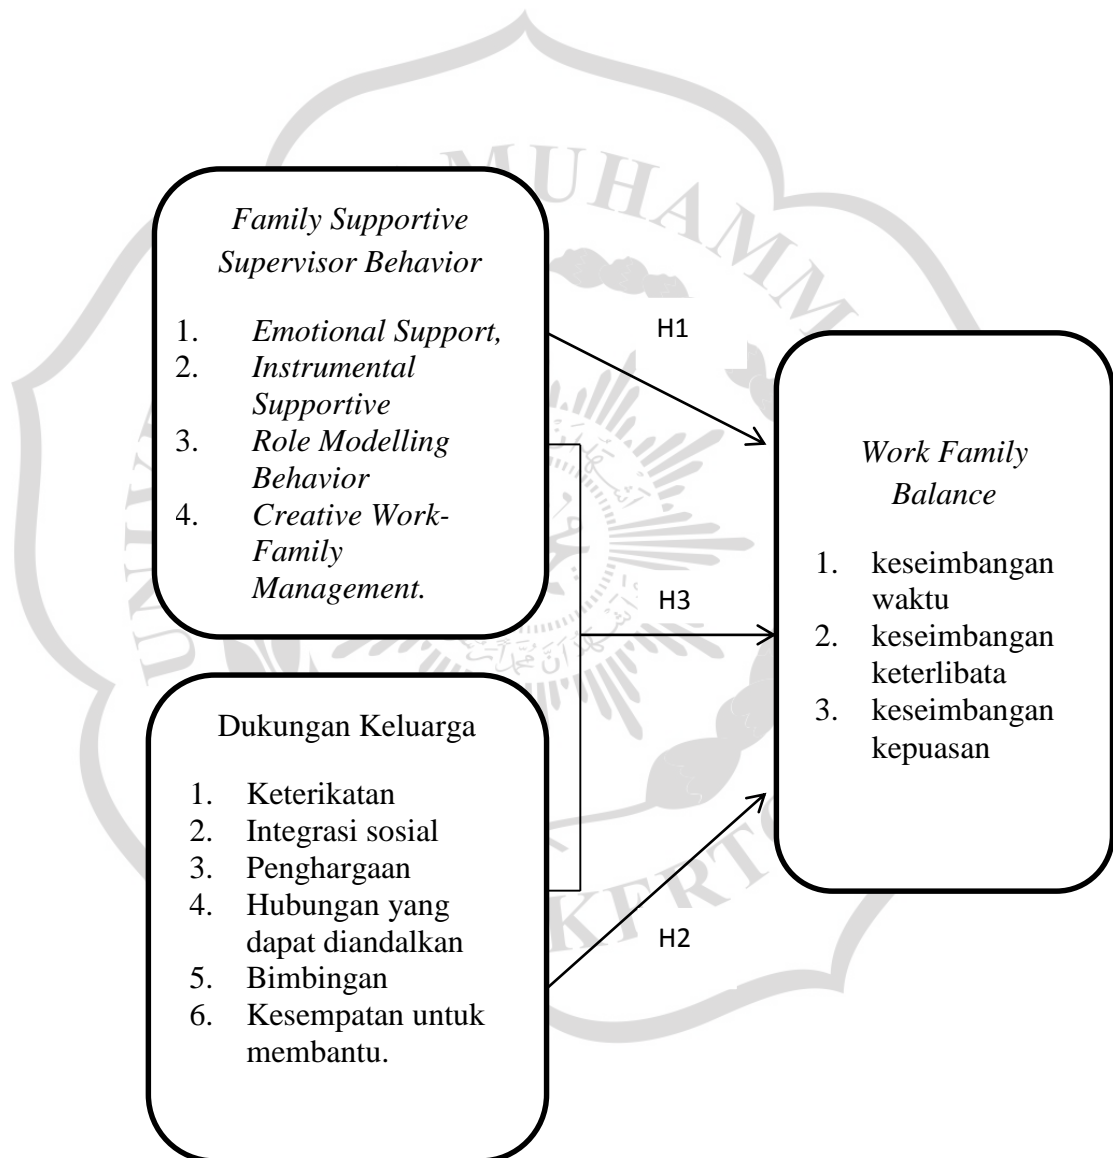 Family Supportive
Supervisor Behavior
1. Emotional Support,
2. Instrumental
Supportive
3. Role Modelling
Behavior
4. Creative Work-
Family
Management.
H1
Work Family
Balance
1. keseimbangan
waktu
2. keseimbangan
keterlibata
3. keseimbangan
kepuasan
H3
Dukungan Keluarga
1. Keterikatan
2. Integrasi sosial
3. Penghargaan
4. Hubungan yang
dapat diandalkan
5. Bimbingan
6. Kesempatan untuk
membantu.
H2